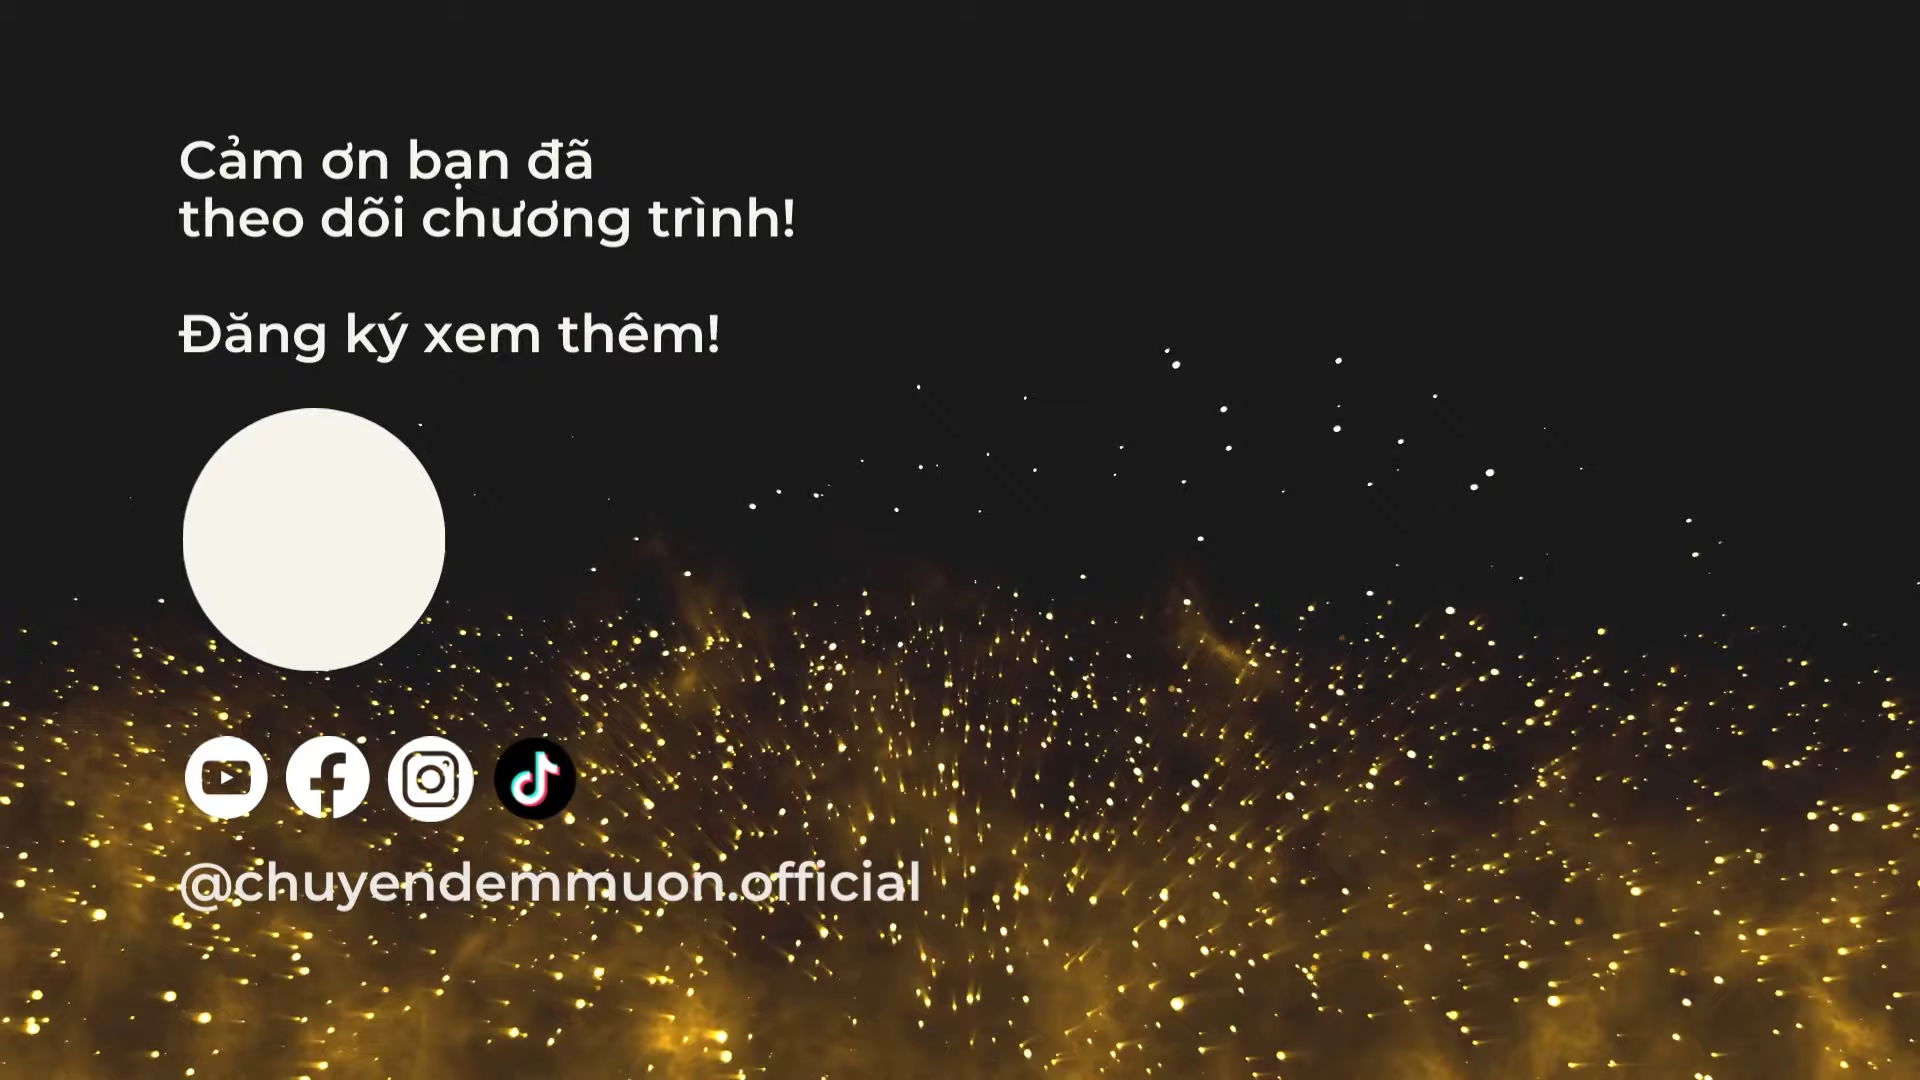 Cảm ơn bạn đã
theo dõi chương trình!
Đăng ký xem thêm!
@chuyendemmuon.official